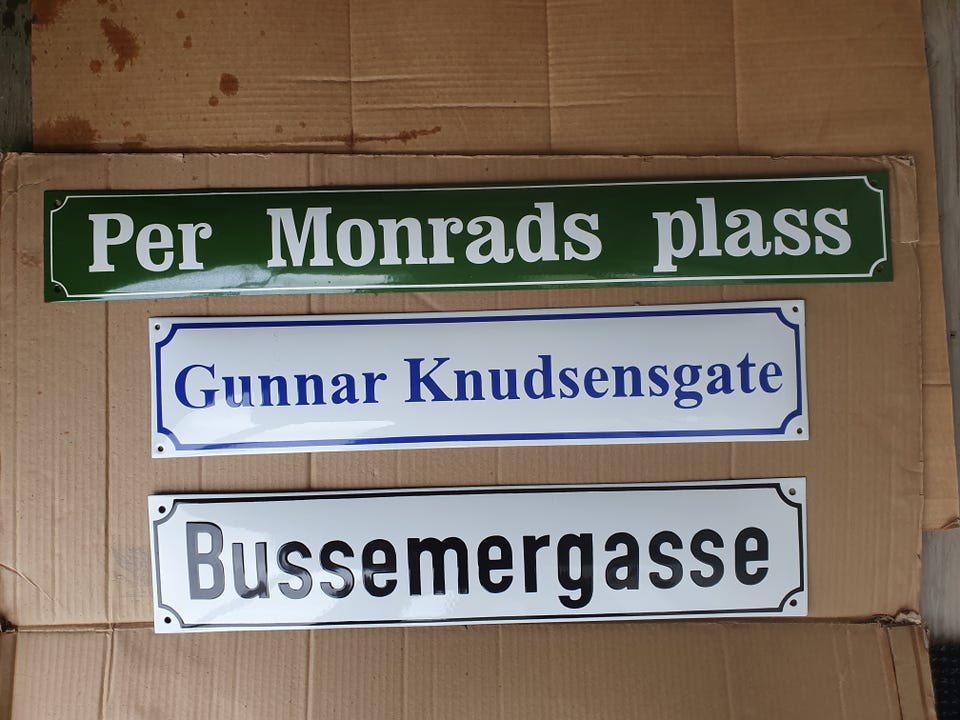 Per Monrads plass
Gunnar Knudsensgate
Bussemergasse